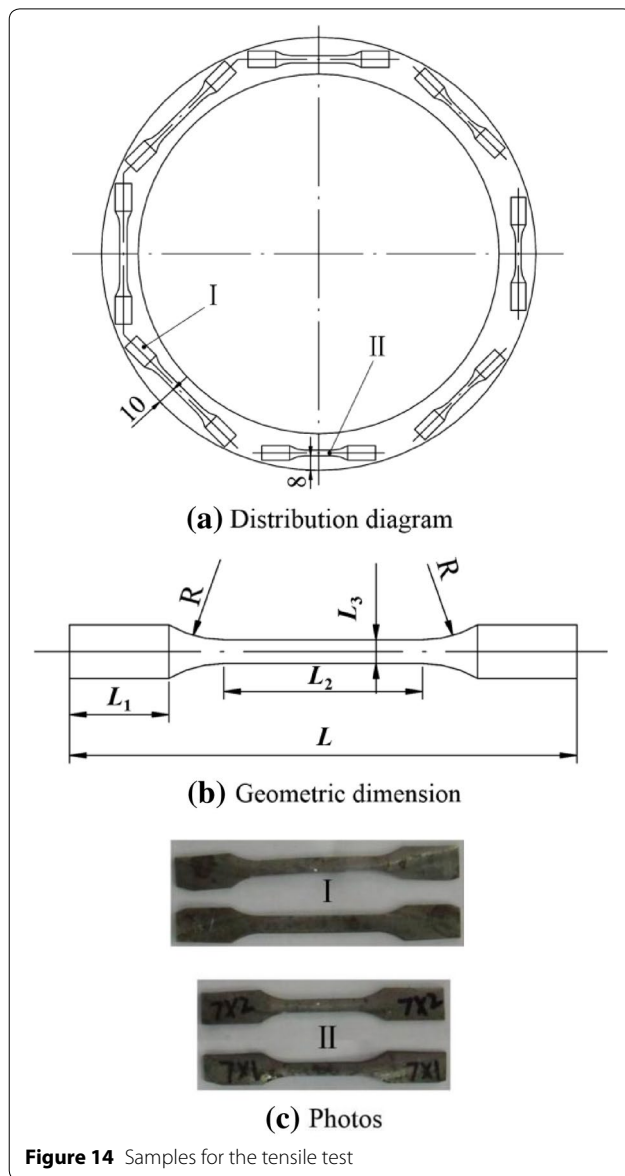 I
II
10
8
(a) Distribution diagram
R
R
L3
L2
L1
L
(b) Geometric dimension
I
7X2 7X2
II
7X1 7X1
(c) Photos
Figure 14 Samples for the tensile test